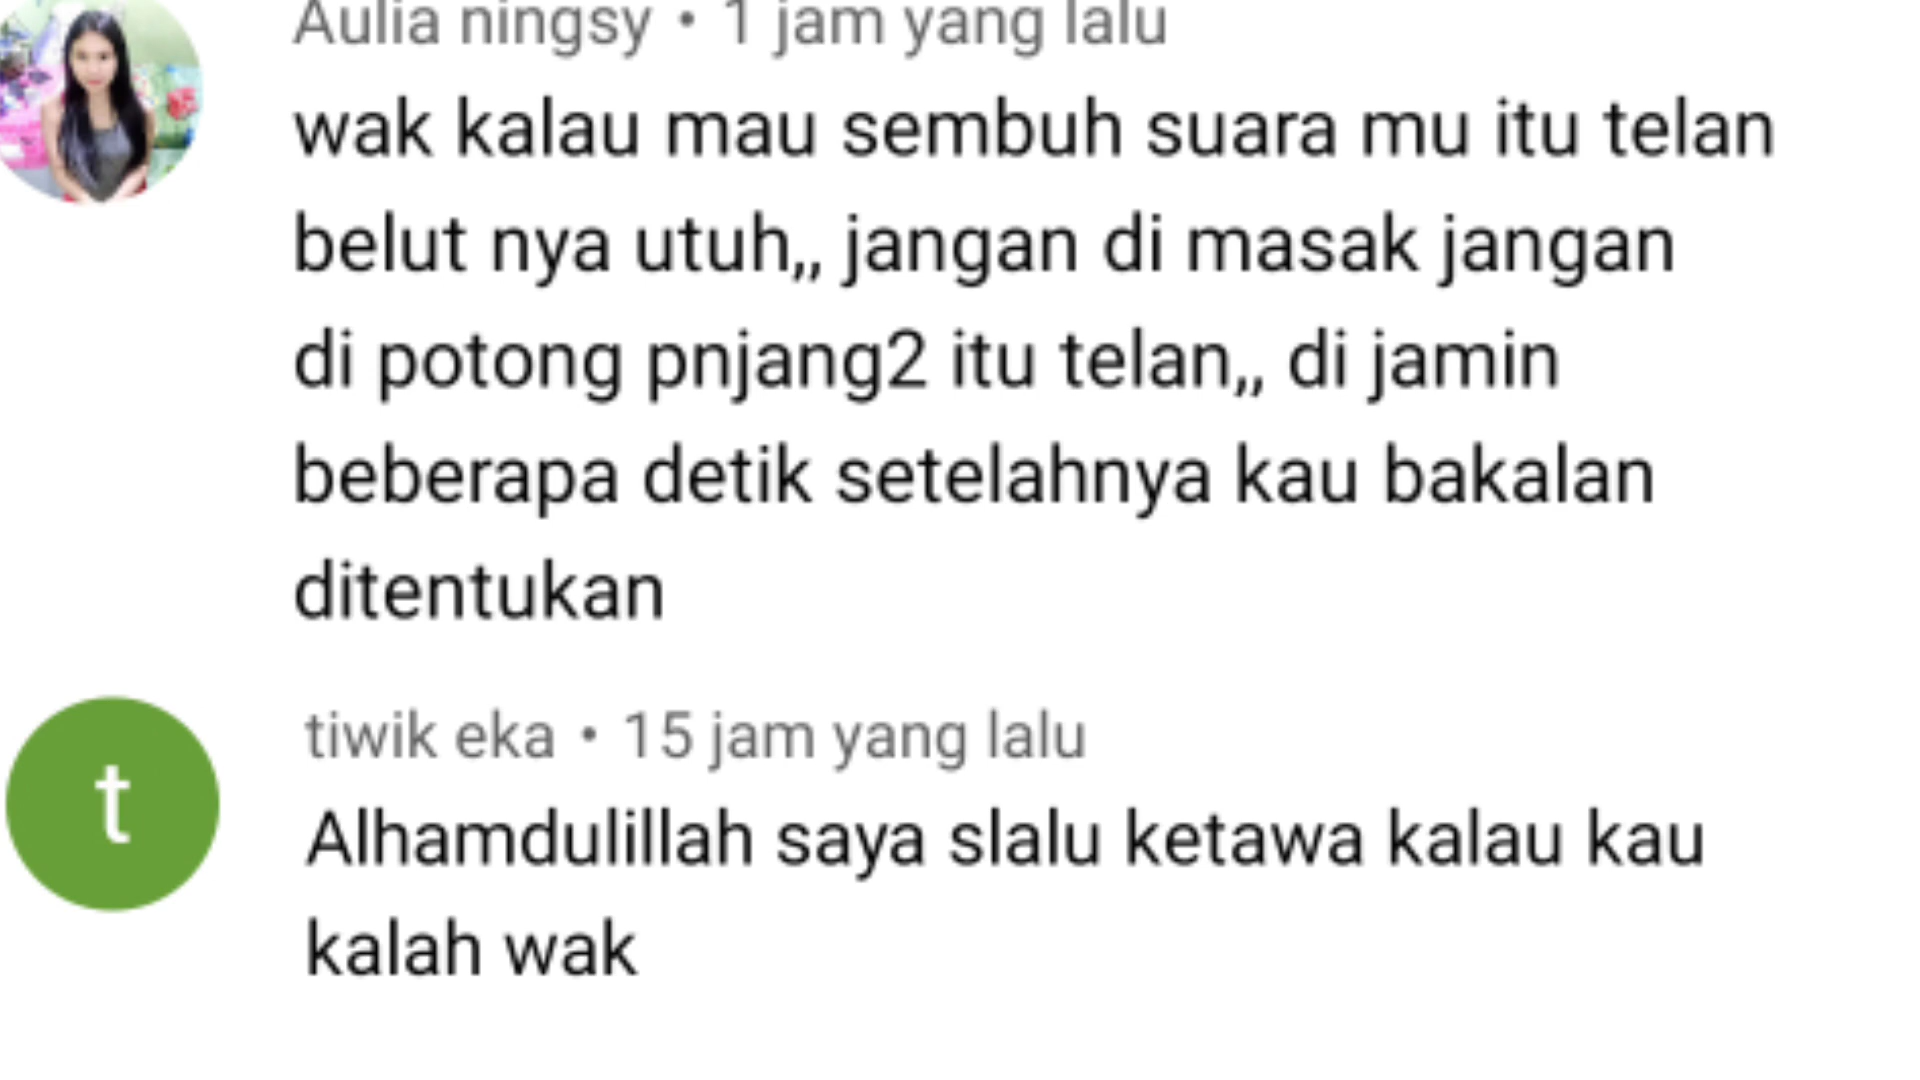 Aulia ningsy • 1 jam yang lalu
wak kalau mau sembuh suara mu itu telan
belut nya utuh,, jangan di masak jangan
di potong pnjang2 itu telan,, di jamin
beberapa detik setelahnya kau bakalan
ditentukan
t
tiwik eka • 15 jam yang lalu
Alhamdulillah saya slalu ketawa kalau kau
kalah wak